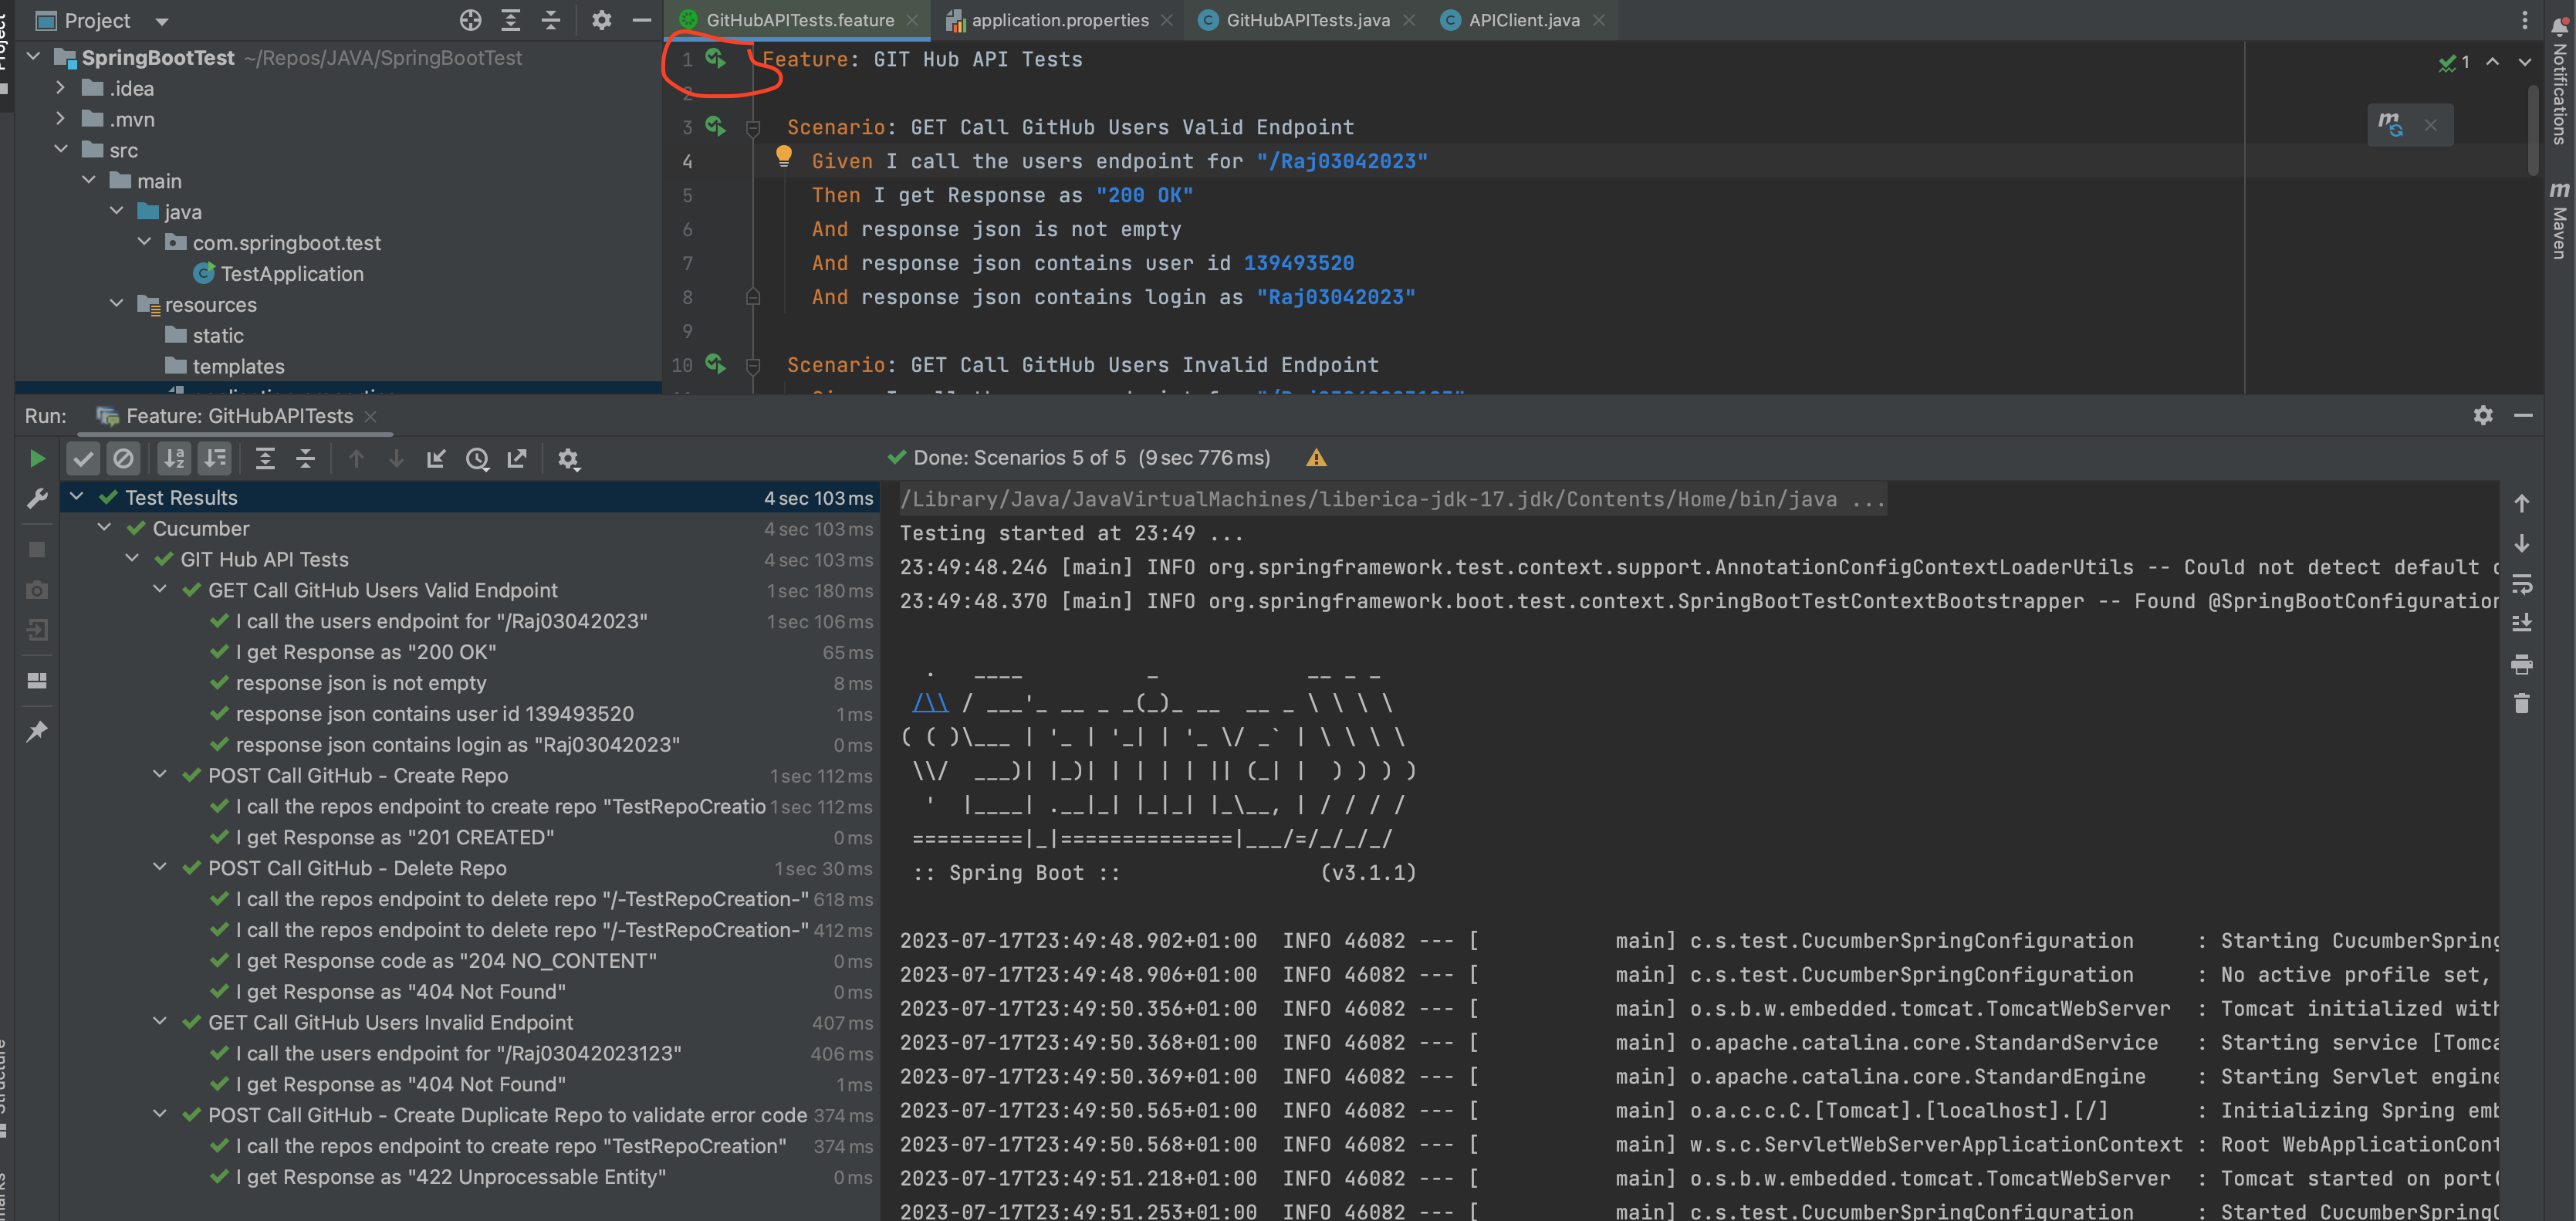 Project
GitHubAPITests.feature
application.properties
GitHubAPITests.java
APIClient.java
SpringBootTest ~/Repos/JAVA/SpringBootTest
.idea
.mvn
src
main
java
com.springboot.test
TestApplication
resources
static
templates
1 Feature: GIT Hub API Tests
2
3 Scenario: GET Call GitHub Users Valid Endpoint
4 Given I call the users endpoint for "/Raj03042023"
5 Then I get Response as "200 OK"
6 And response json is not empty
7 And response json contains user id 139493520
8 And response json contains login as "Raj03042023"
9
10 Scenario: GET Call GitHub Users Invalid Endpoint
1
Notifications
Maven
Run: Feature: GitHubAPITests
Done: Scenarios 5 of 5 (9 sec 776 ms)
Test Results 4 sec 103 ms
Cucumber 4 sec 103 ms
GIT Hub API Tests 4 sec 103 ms
GET Call GitHub Users Valid Endpoint 1 sec 180 ms
I call the users endpoint for "/Raj03042023" 1 sec 106 ms
I get Response as "200 OK" 65 ms
response json is not empty 8 ms
response json contains user id 139493520 1 ms
response json contains login as "Raj03042023" 0 ms
POST Call GitHub - Create Repo 1 sec 112 ms
I call the repos endpoint to create repo "TestRepoCreatio 1 sec 112 ms
I get Response as "201 CREATED" 0 ms
POST Call GitHub - Delete Repo 1 sec 30 ms
I call the repos endpoint to delete repo "/-TestRepoCreation-" 618 ms
I call the repos endpoint to delete repo "/-TestRepoCreation-" 412 ms
I get Response code as "204 NO_CONTENT" 0 ms
I get Response as "404 Not Found" 0 ms
GET Call GitHub Users Invalid Endpoint 407 ms
I call the users endpoint for "/Raj03042023123" 406 ms
I get Response as "404 Not Found" 1 ms
POST Call GitHub - Create Duplicate Repo to validate error code 374 ms
I call the repos endpoint to create repo "TestRepoCreation" 374 ms
I get Response as "422 Unprocessable Entity" 0 ms
/Library/Java/JavaVirtualMachines/liberica-jdk-17.jdk/Contents/Home/bin/java ...
Testing started at 23:49 ...
23:49:48.246 [main] INFO org.springframework.test.context.support.AnnotationConfigContextLoaderUtils -- Could not detect default
23:49:48.370 [main] INFO org.springframework.boot.test.context.SpringBootTestContextBootstrapper -- Found @SpringBootConfiguration
:: Spring Boot :: (v3.1.1)
2023-07-17T23:49:48.902+01:00 INFO 46082 --- [ main] c.s.test.CucumberSpringConfiguration : Starting CucumberSpring
2023-07-17T23:49:48.906+01:00 INFO 46082 --- [ main] c.s.test.CucumberSpringConfiguration : No active profile set,
2023-07-17T23:49:50.356+01:00 INFO 46082 --- [ main] o.s.b.w.embedded.tomcat.TomcatWebServer : Tomcat initialized with
2023-07-17T23:49:50.368+01:00 INFO 46082 --- [ main] o.apache.catalina.core.StandardService : Starting service [Tomca
2023-07-17T23:49:50.369+01:00 INFO 46082 --- [ main] o.apache.catalina.core.StandardEngine : Starting Servlet engine
2023-07-17T23:49:50.565+01:00 INFO 46082 --- [ main] o.a.c.c.C.[Tomcat].[localhost].[/] : Initializing Spring emb
2023-07-17T23:49:50.568+01:00 INFO 46082 --- [ main] w.s.c.ServletWebServerApplicationContext : Root WebApplicationCont
2023-07-17T23:49:51.218+01:00 INFO 46082 --- [ main] o.s.b.w.embedded.tomcat.TomcatWebServer : Tomcat started on port(
2023-07-17T23:49:51.253+01:00 INFO 46082 --- [ main] c.s.test.CucumberSpringConfiguration : Started CucumberSpring